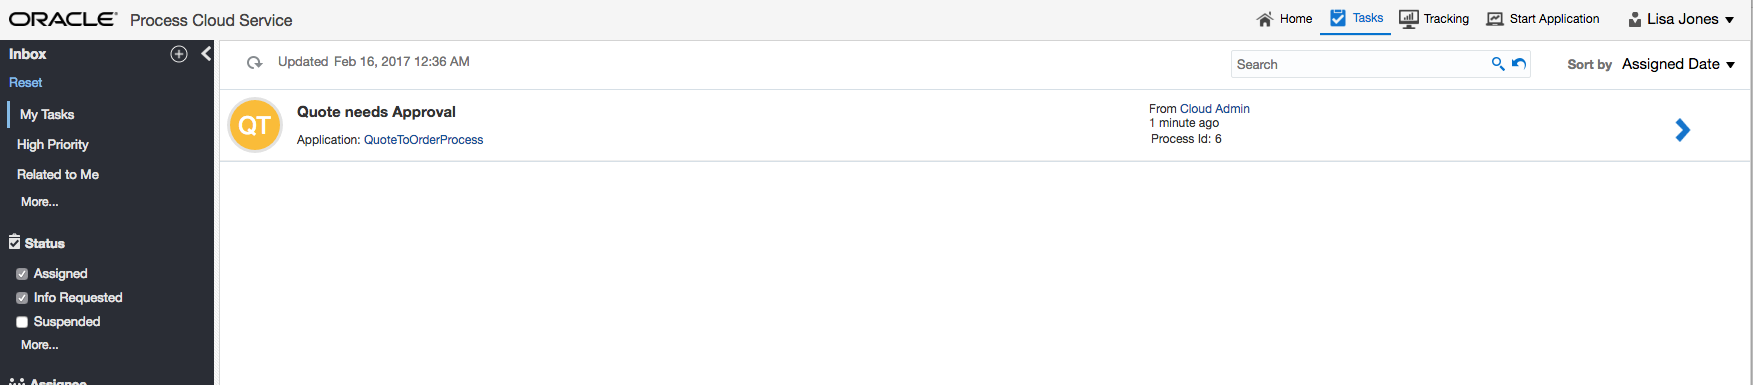 ORACLE® Process Cloud Service
Home
Tasks
Tracking
Start Application
Lisa Jones
Inbox
Reset
My Tasks
High Priority
Related to Me
More...
Status
Assigned
Info Requested
Suspended
More...
Assignee
Updated Feb 16, 2017 12:36 AM
Search
Sort by Assigned Date
QT
Quote needs Approval
Application: QuoteToOrderProcess
From Cloud Admin
1 minute ago
Process Id: 6